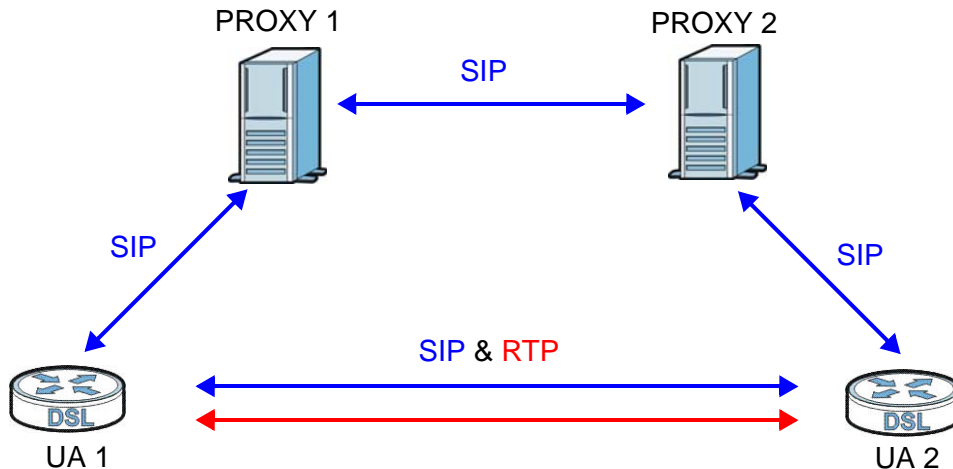 PROXY 1
PROXY 2
SIP
SIP
SIP
SIP & RTP
DSL
DSL
UA 1
UA 2